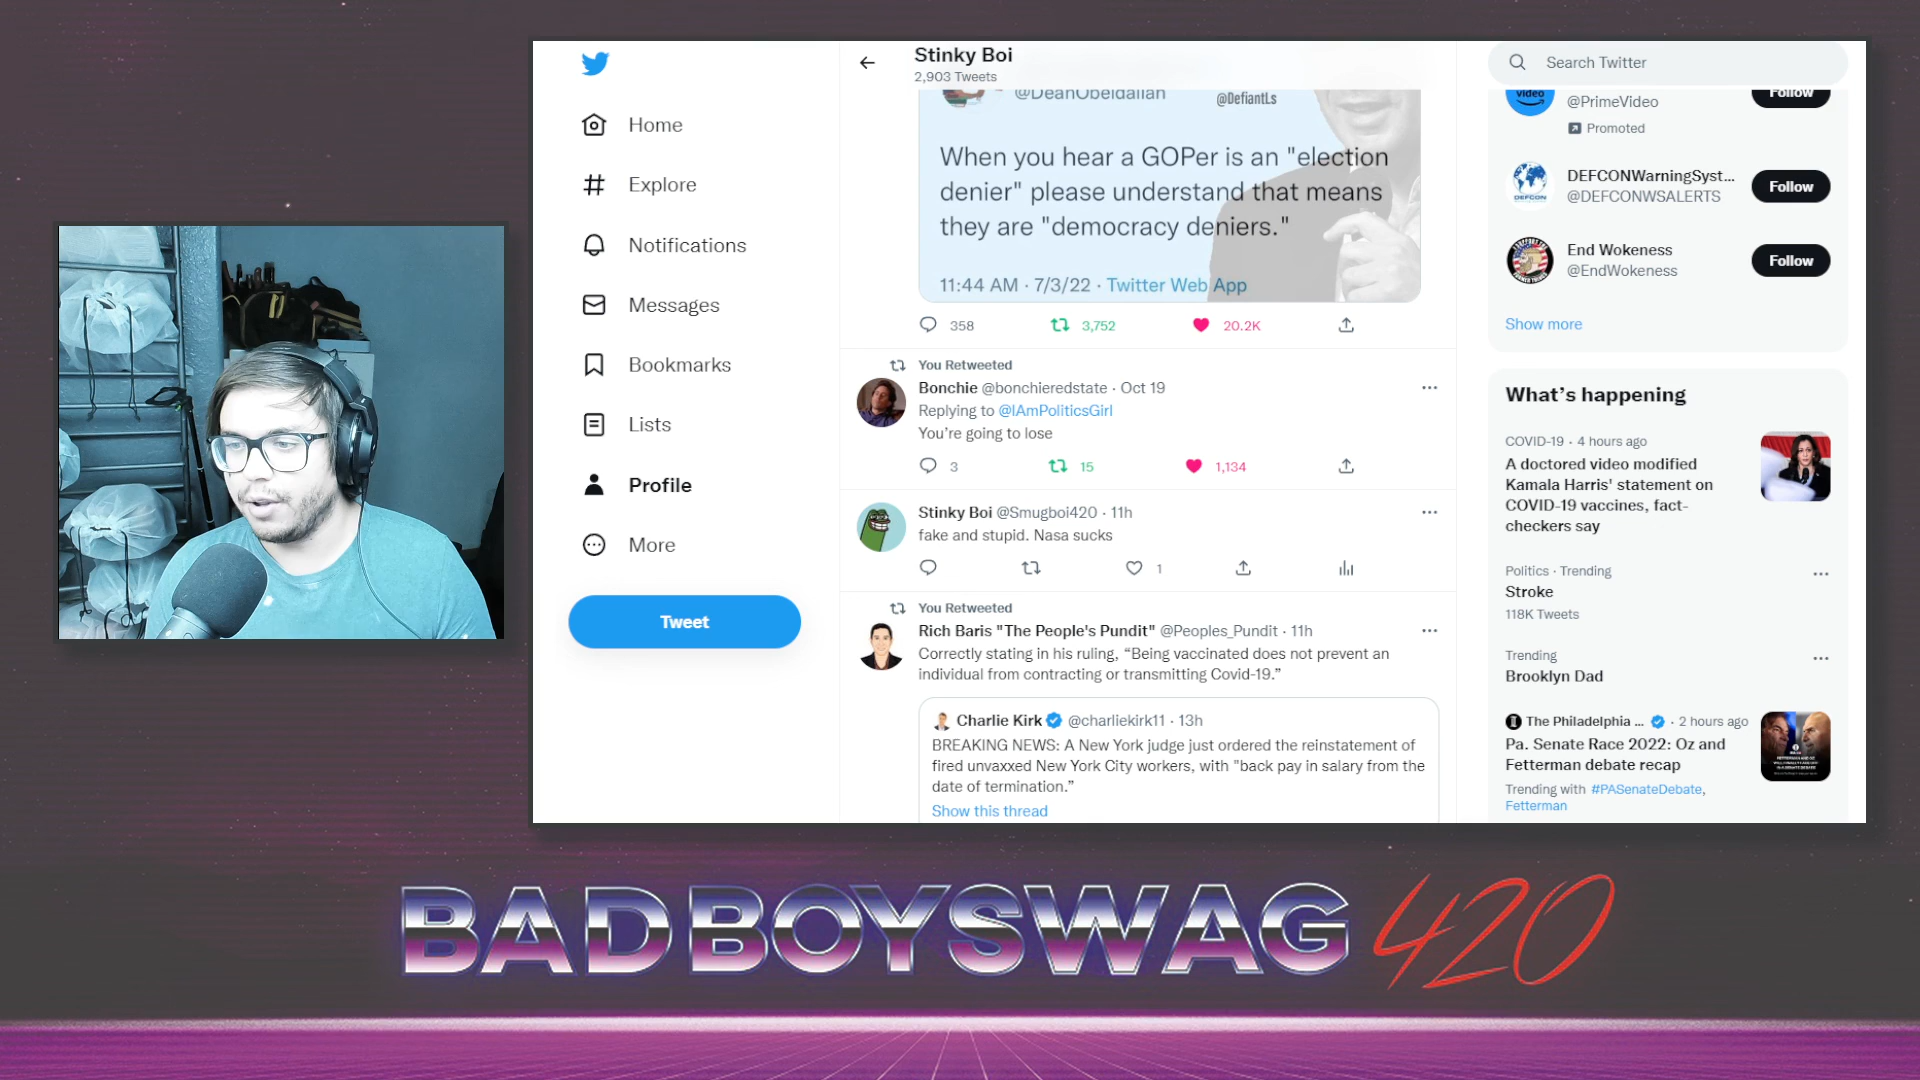 Home
Explore
Notifications
Messages
Bookmarks
Lists
Profile
More
Tweet
Stinky Boi
2,903 Tweets
@DeanObeidallah
@DefiantLs
When you hear a GOPer is an "election
denier" please understand that means
they are "democracy deniers."
11:44 AM · 7/3/22 · Twitter Web App
358 3,752 20.2K
You Retweeted
Bonchie @bonchieredstate · Oct 19
Replying to @IAmPoliticsGirl
You're going to lose
3 15 1,134
Stinky Boi @Smugboi420 · 11h
fake and stupid. Nasa sucks
1
You Retweeted
Rich Baris "The People's Pundit" @Peoples_Pundit · 11h
Correctly stating in his ruling, “Being vaccinated does not prevent an
individual from contracting or transmitting Covid-19.”
Charlie Kirk @charliekirk11 · 13h
BREAKING NEWS: A New York judge just ordered the reinstatement of
fired unvaxxed New York City workers, with "back pay in salary from the
date of termination.”
Show this thread
Search Twitter
video
@PrimeVideo
Follow
Promoted
DEFCONWarningSyst...
@DEFCONWSALERTS
Follow
DEFCON
End Wokeness
@EndWokeness
Follow
Show more
What's happening
COVID-19 · 4 hours ago
A doctored video modified
Kamala Harris' statement on
COVID-19 vaccines, fact-
checkers say
Politics · Trending
Stroke
118K Tweets
Trending
Brooklyn Dad
The Philadelphia ... · 2 hours ago
Pa. Senate Race 2022: Oz and
Fetterman debate recap
Trending with #PASenateDebate,
Fetterman
BADBOYSWAG 420